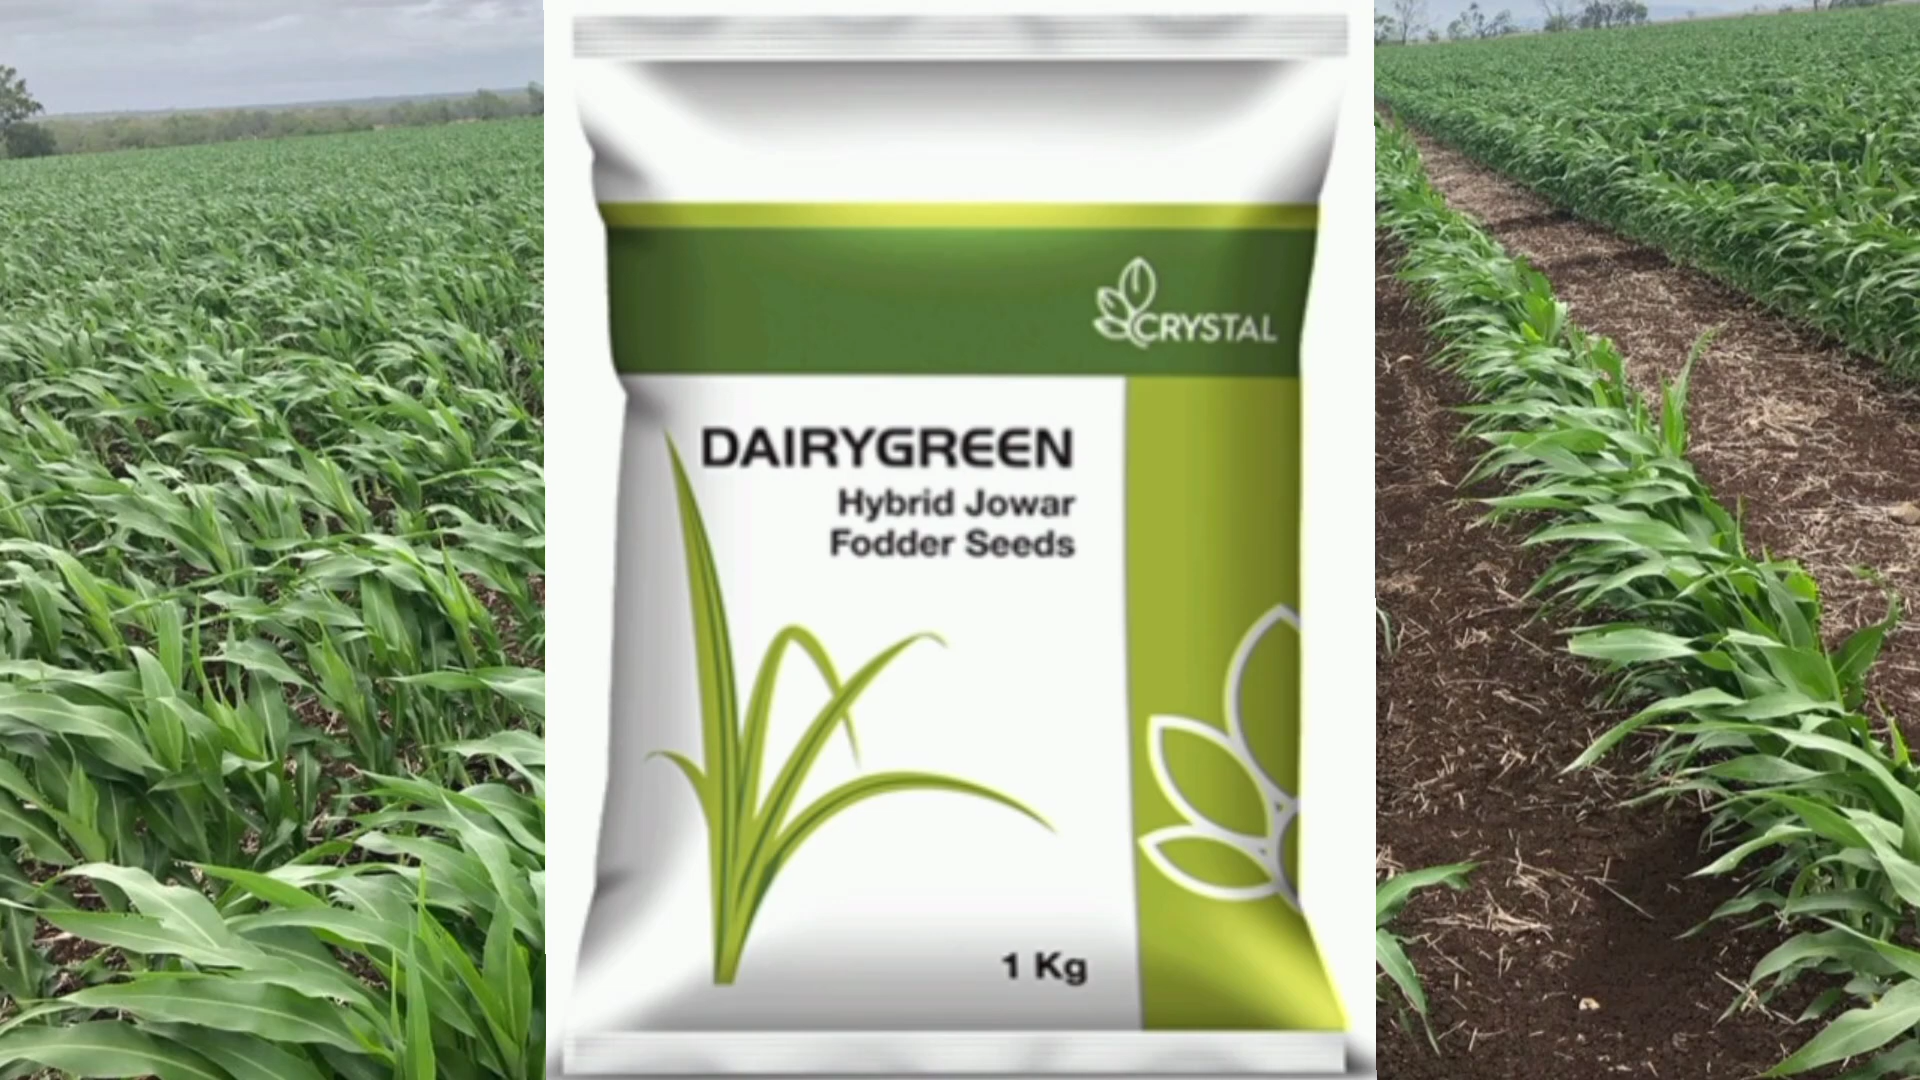 CRYSTAL
DAIRYGREEN
Hybrid Jowar
Fodder Seeds
1 Kg